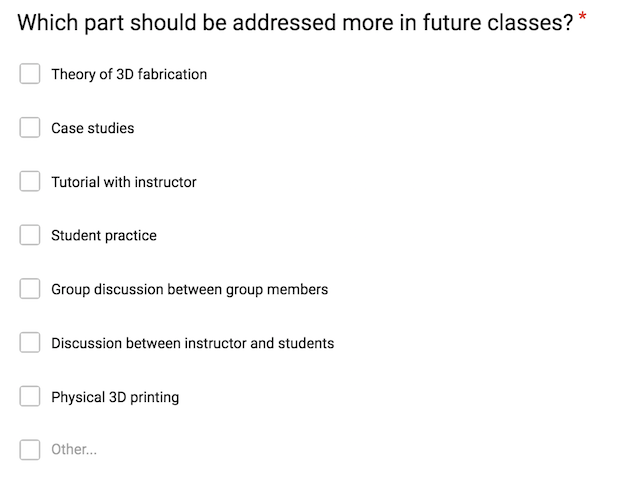 Which part should be addressed more in future classes? *
Theory of 3D fabrication
Case studies
Tutorial with instructor
Student practice
Group discussion between group members
Discussion between instructor and students
Physical 3D printing
Other...